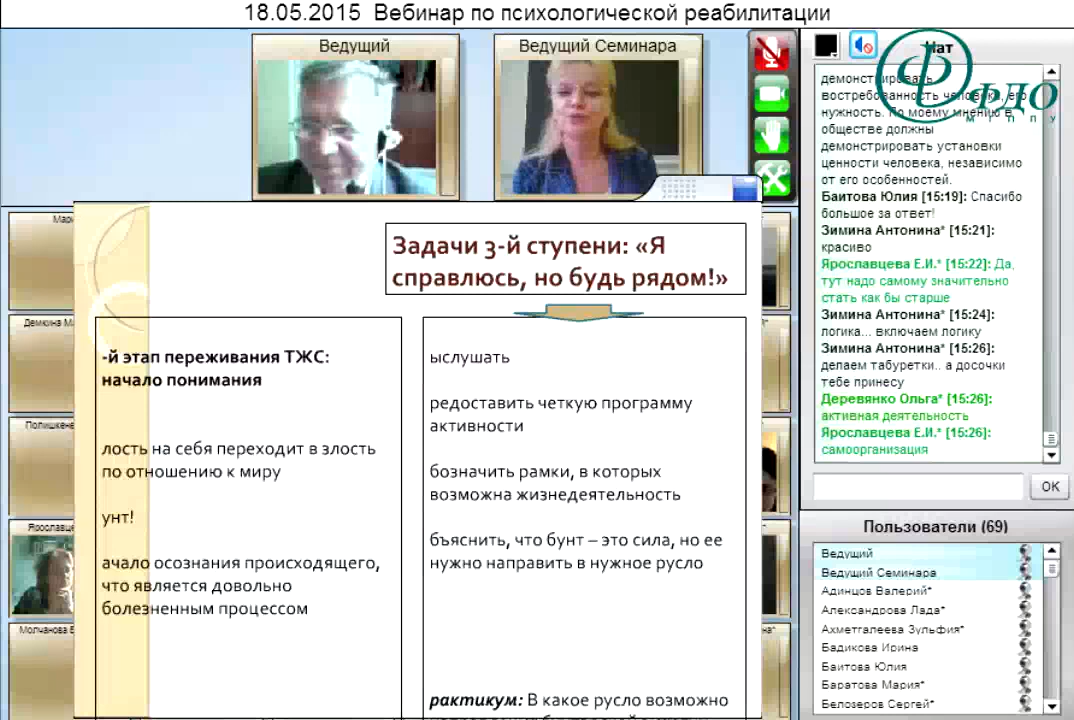 18.05.2015 Вебинар по психологической реабилитации
Ведущий
Ведущий Семинара
Задачи 3-й ступени: «Я
справлюсь, но будь рядом!»
-й этап переживания ТЖС:
начало понимания
лость на себя переходит в злость
по отношению к миру
унт!
ачало осознания происходящего,
что является довольно
болезненным процессом
ыслушать
редоставить четкую программу
активности
бозначить рамки, в которых
возможна жизнедеятельность
бъяснить, что бунт – это сила, но ее
нужно направить в нужное русло
рактикум: В какое русло возможно
Мари
Демкина Ма
Полишкене
Ярославце
Молчанова Е
Чат
ФРДО
МГППУ
демонстрировать
востребованность человека, его
нужность. По моему мнению в
обществе должны
демонстрировать установки
ценности человека, независимо
от его особенностей.
Баитова Юлия [15:19]: Спасибо
большое за ответ!
Зимина Антонина* [15:21]:
красиво
Ярославцева Е.И.* [15:22]: Да,
тут надо самому значительно
стать как бы старше
Зимина Антонина* [15:24]:
логика... включаем логику
Зимина Антонина* [15:26]:
делаем табуретки.. а досочки
тебе принесу
Деревянко Ольга* [15:26]:
активная деятельность
Ярославцева Е.И.* [15:26]:
самоорганизация
OK
Пользователи (69)
Ведущий
Ведущий Семинара
Адинцов Валерий*
Александрова Лада*
Ахметгалеева Зульфия*
Бадикова Ирина
Баитова Юлия
Баратова Мария*
Белозеров Сергей*